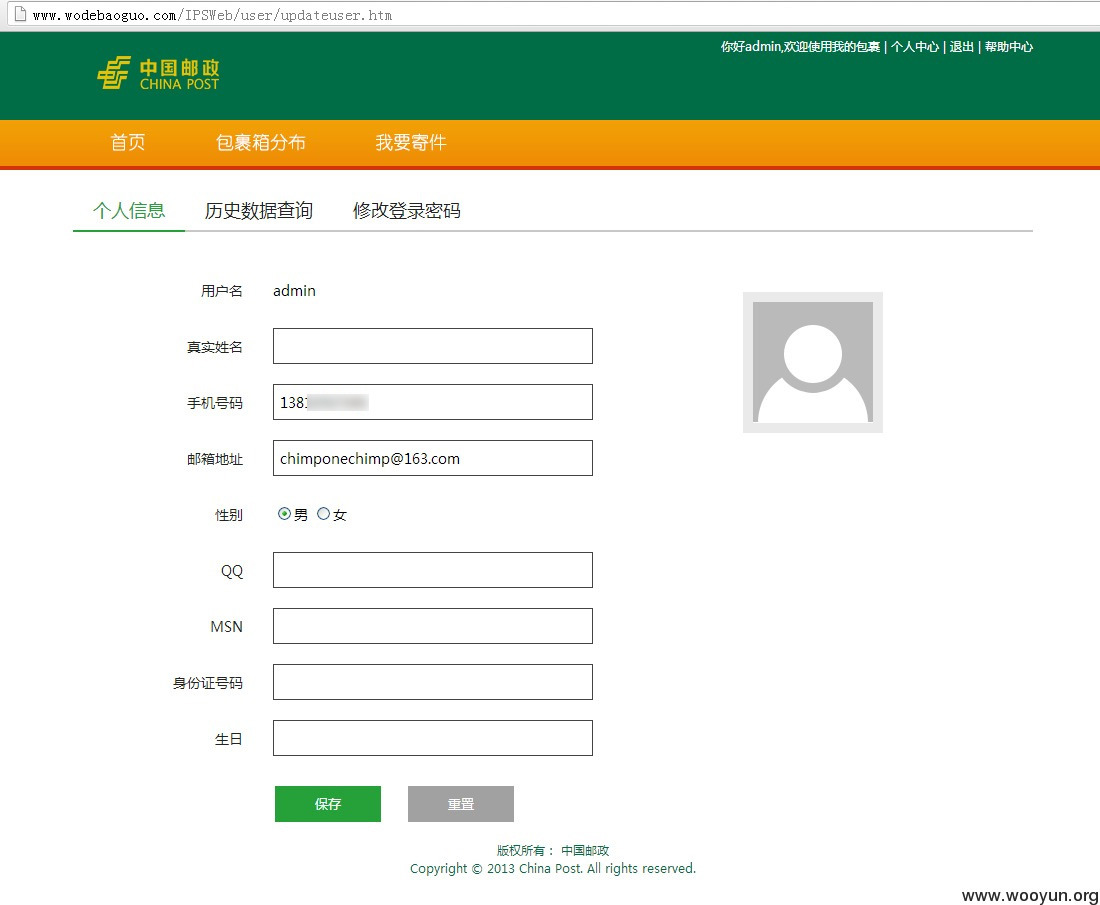 www.wodebaoguo.com/IPSWeb/user/updateuser.htm
你好admin,欢迎使用我的包裹 | 个人中心 | 退出 | 帮助中心
中国邮政
CHINA POST
首页 包裹箱分布 我要寄件
个人信息 历史数据查询 修改登录密码
用户名 admin
真实姓名
手机号码 138
邮箱地址 chimponechimp@163.com
性别 男 女
QQ
MSN
身份证号码
生日
保存 重置
版权所有： 中国邮政
Copyright © 2013 China Post. All rights reserved.
www.wooyun.org